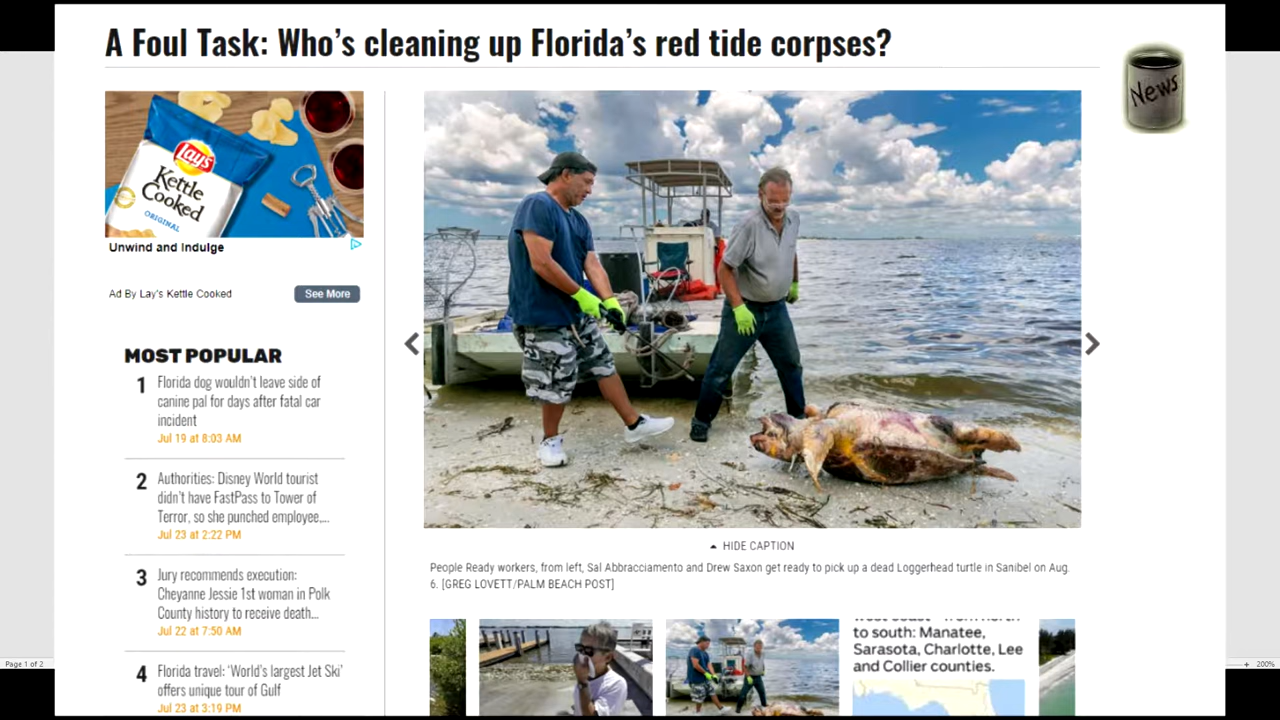 A Foul Task: Who's cleaning up Florida's red tide corpses?
News
Lay's
Kettle
Cooked
ORIGINAL
Unwind and Indulge
Ad By Lay's Kettle Cooked
See More
MOST POPULAR
1 Florida dog wouldn't leave side of
canine pal for days after fatal car
incident
Jul 19 at 8:03 AM
2 Authorities: Disney World tourist
didn't have FastPass to Tower of
Terror, so she punched employee,...
Jul 23 at 2:22 PM
3 Jury recommends execution:
Cheyanne Jessie 1st woman in Polk
County history to receive death...
Jul 22 at 7:50 AM
4 Florida travel: 'World's largest Jet Ski'
offers unique tour of Gulf
Jul 23 at 3:19 PM
HIDE CAPTION
People Ready workers, from left, Sal Abbracciamento and Drew Saxon get ready to pick up a dead Loggerhead turtle in Sanibel on Aug.
6. [GREG LOVETT/PALM BEACH POST]
to south: Manatee,
Sarasota, Charlotte, Lee
and Collier counties.
Page 1 of 2
200%